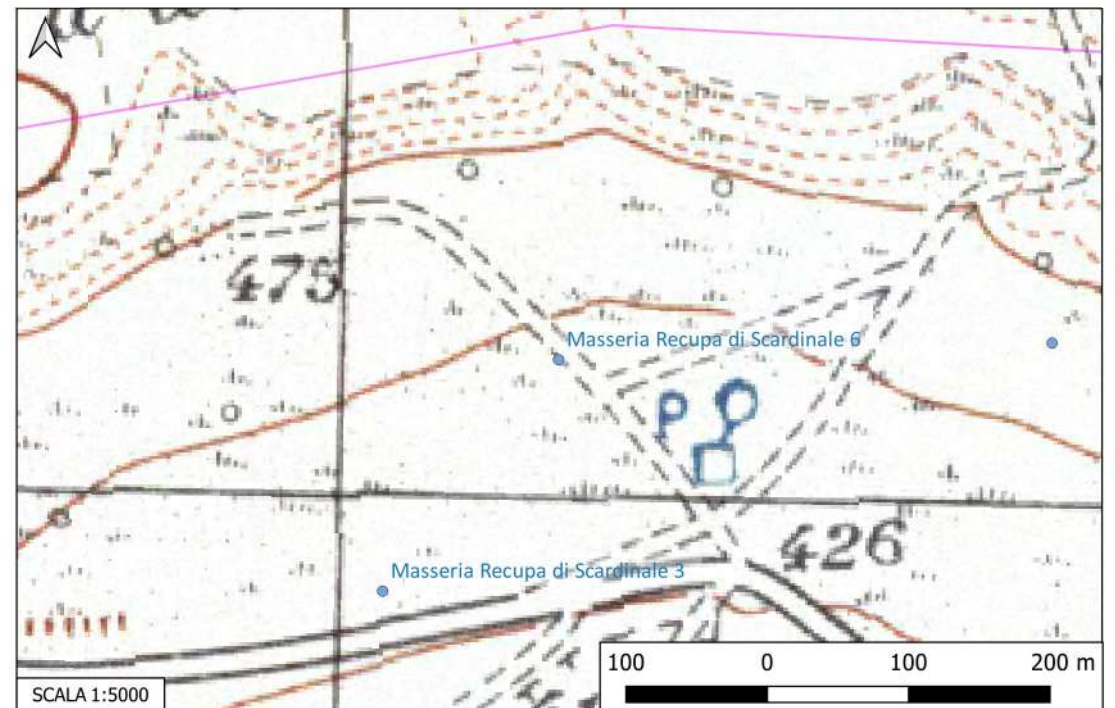 475
Masseria Recupa di Scardinale 6
P
426
Masseria Recupa di Scardinale 3
100 0 100 200 m
SCALA 1:5000